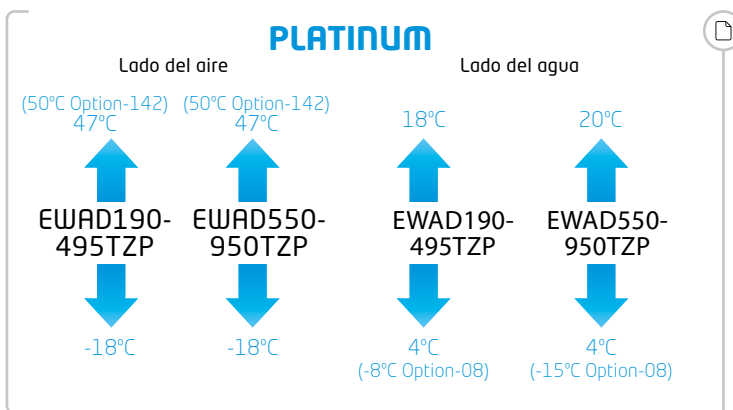 PLATINUM
Lado del aire
Lado del agua
(50°C Option-142) (50°C Option-142)
47°C 47°C 18°C 20°C
EWAD190- EWAD550- EWAD190- EWAD550-
495TZP 950TZP 495TZP 950TZP
-18°C -18°C 4°C 4°C
(-8°C Option-08) (-15°C Option-08)